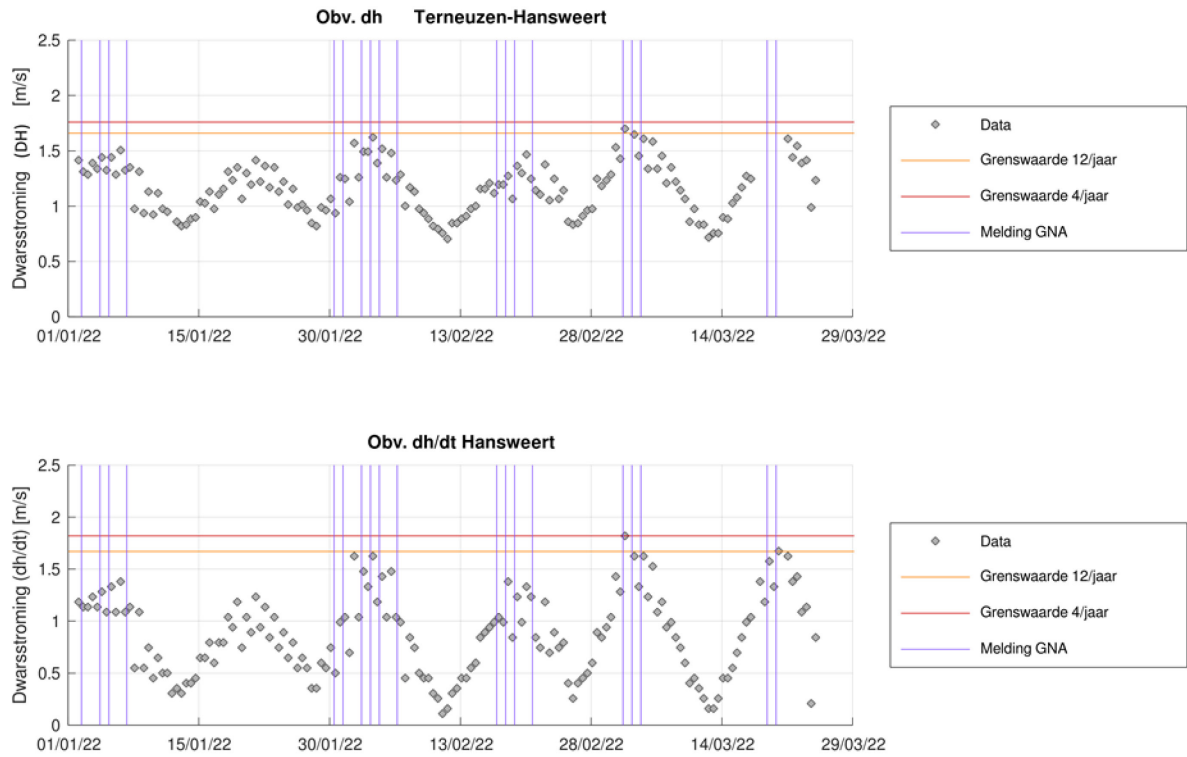 Obv. dh Terneuzen-Hansweert
Dwarsstroming (DH) [m/s]
2.5
2
1.5
1
0.5
0
01/01/22 15/01/22 30/01/22 13/02/22 28/02/22 14/03/22 29/03/22
Data
Grenswaarde 12/jaar
Grenswaarde 4/jaar
Melding GNA
Obv. dh/dt Hansweert
Dwarsstroming (dh/dt) [m/s]
2.5
2
1.5
1
0.5
0
01/01/22 15/01/22 30/01/22 13/02/22 28/02/22 14/03/22 29/03/22
Data
Grenswaarde 12/jaar
Grenswaarde 4/jaar
Melding GNA